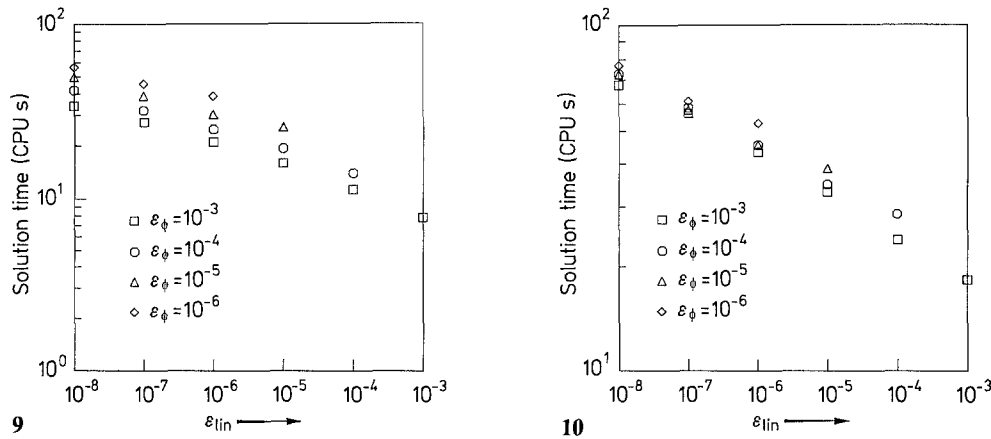 10²
10¹
10⁰
Solution time (CPU s)
□ ε_ϕ = 10⁻³
○ ε_ϕ = 10⁻⁴
△ ε_ϕ = 10⁻⁵
◇ ε_ϕ = 10⁻⁶
10⁻⁸ 10⁻⁷ 10⁻⁶ 10⁻⁵ 10⁻⁴ 10⁻³
ε_lin →
9
10²
10¹
Solution time (CPU s)
□ ε_ϕ = 10⁻³
○ ε_ϕ = 10⁻⁴
△ ε_ϕ = 10⁻⁵
◇ ε_ϕ = 10⁻⁶
10⁻⁸ 10⁻⁷ 10⁻⁶ 10⁻⁵ 10⁻⁴ 10⁻³
ε_lin →
10